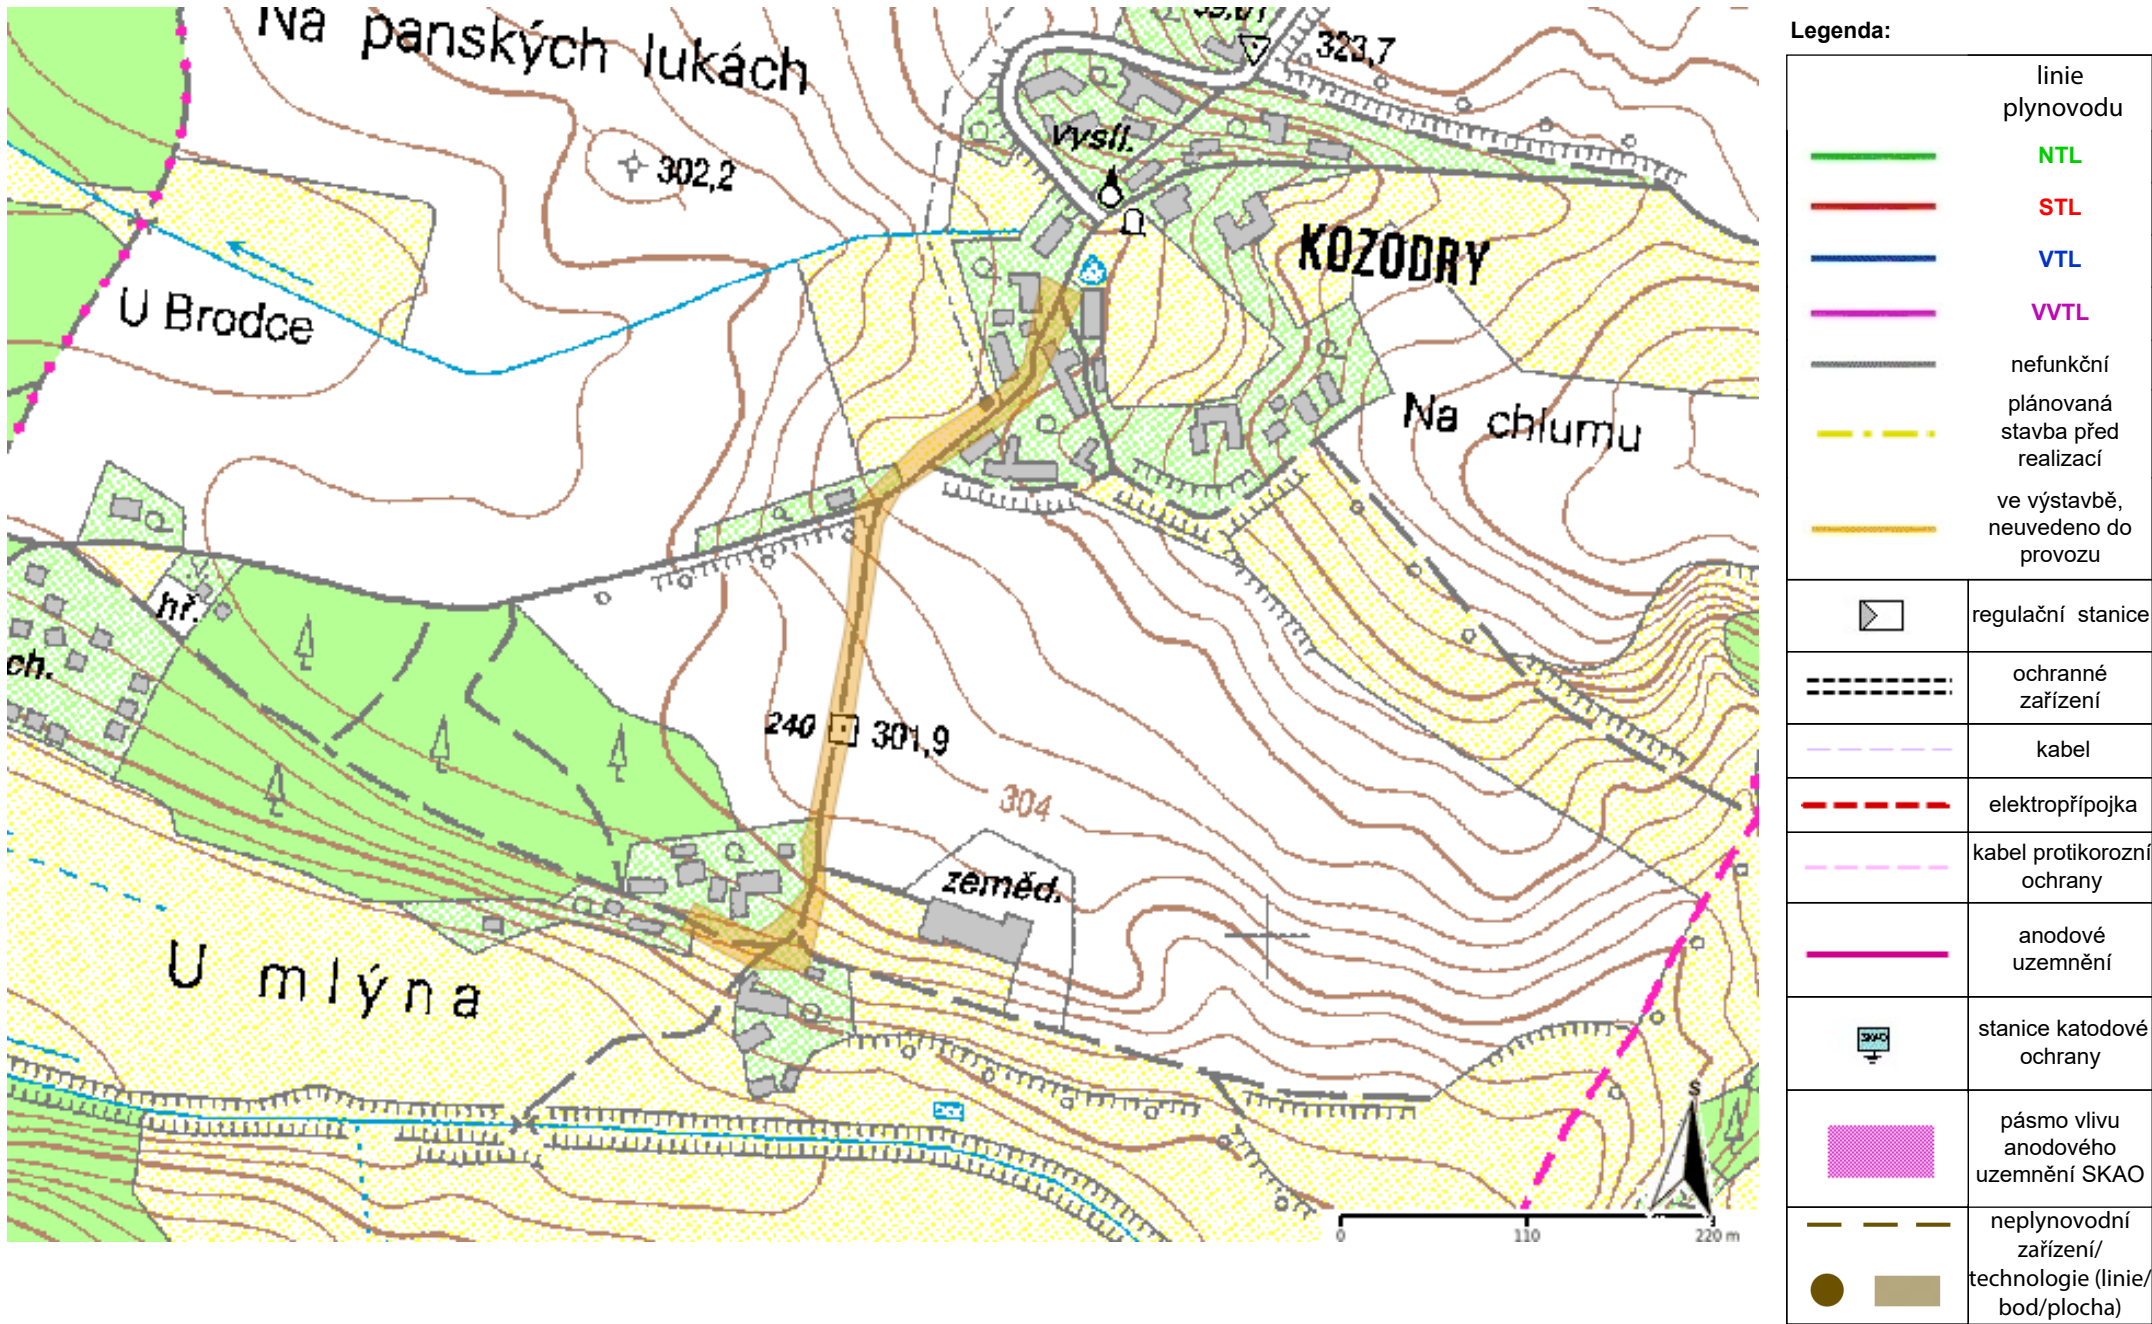 Na panských lukách
323,7
vysíl.
302,2
KOZODRY
U Brodce
Na chlumu
hř.
ch.
240
301,9
304
zeměd.
U mlýna
S
0
110
220 m
Legenda:
linie
plynovodu
NTL
STL
VTL
VVTL
nefunkční
plánovaná
stavba před
realizací
ve výstavbě,
neuvedeno do
provozu
regulační stanice
ochranné
zařízení
kabel
elektropřípojka
kabel protikorozní
ochrany
anodové
uzemnění
SKAO
stanice katodové
ochrany
pásmo vlivu
anodového
uzemnění SKAO
neplynovodní
zařízení/
technologie (linie/
bod/plocha)